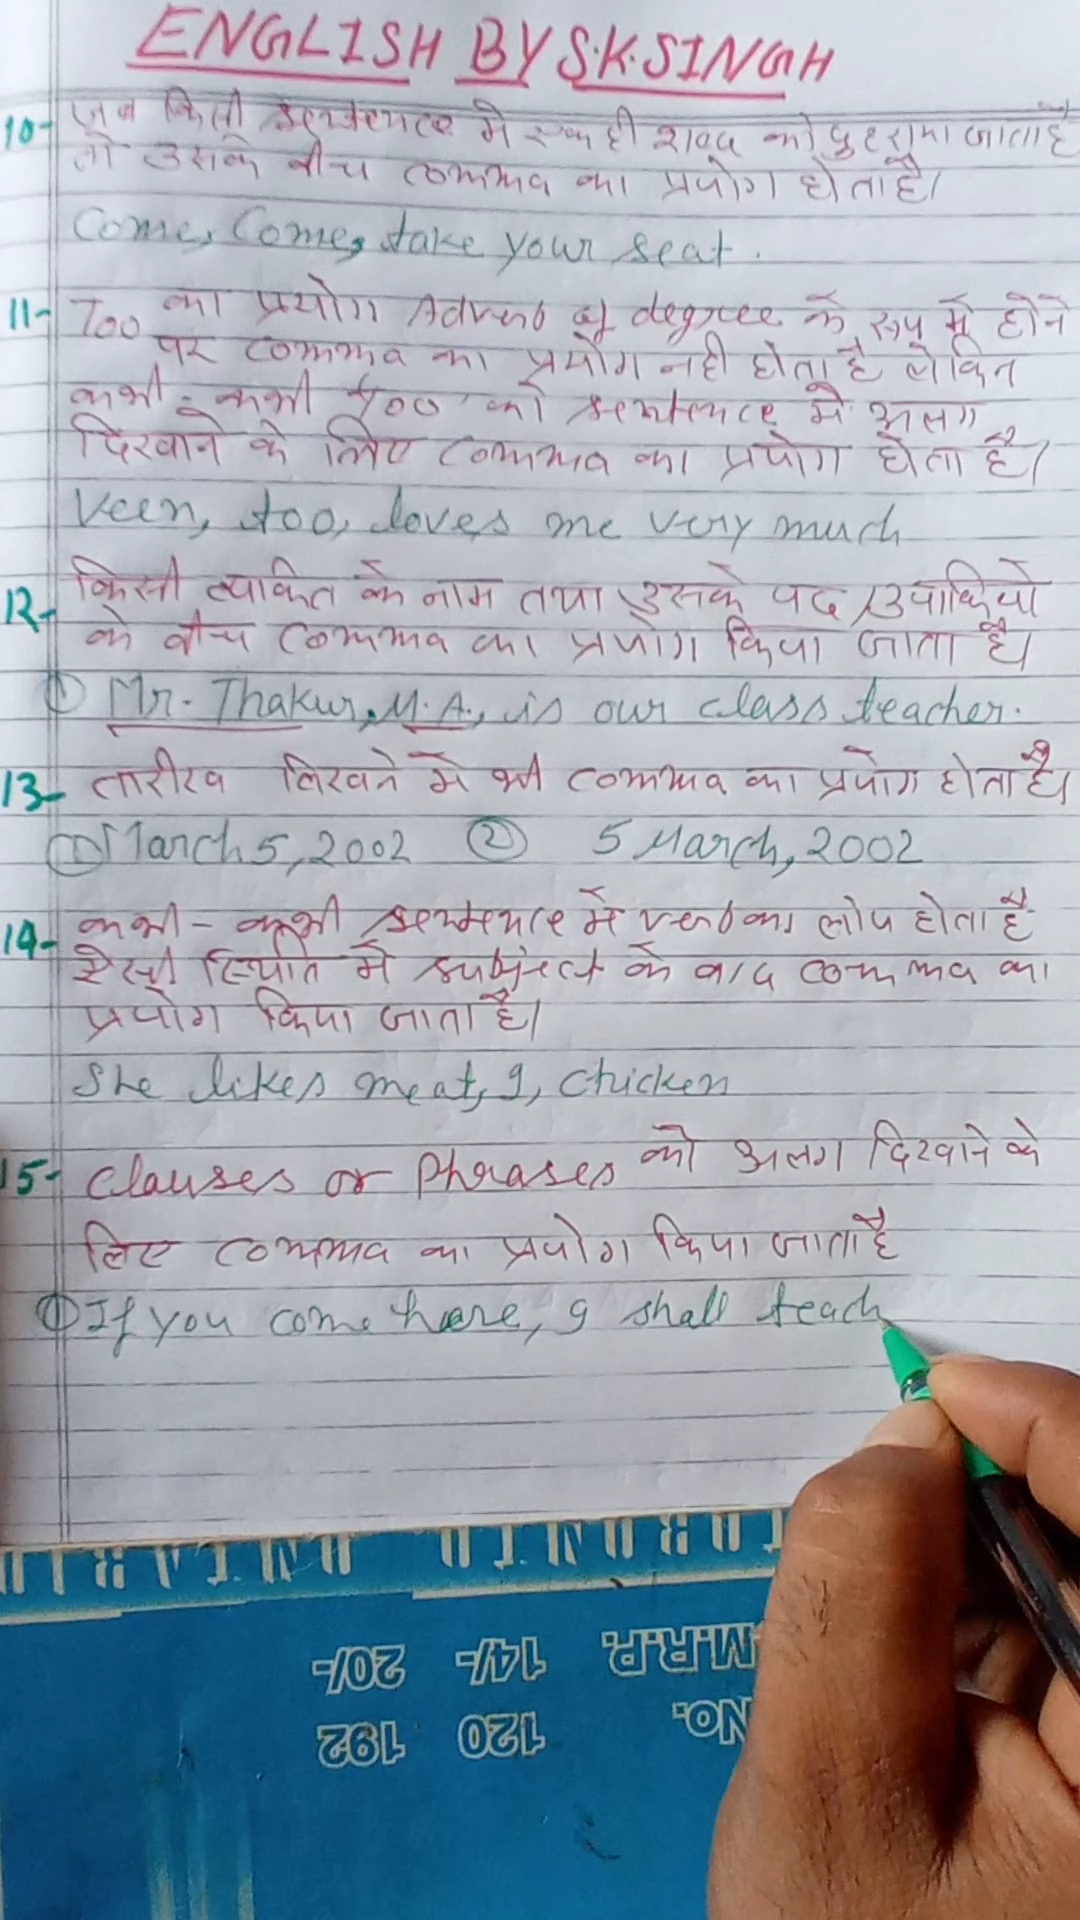 ENGLISH BY S.K.SINGH
10- जब किसी sentence मे एक ही शब्द को दुहराया जाता है
तो उसके बीच comma का प्रयोग होता है।
Come, Come, take your seat.
11- Too का प्रयोग Adverb of degree के रूप में होने
पर comma का प्रयोग नही होता है लेकिन
कभी-कभी too को sentence मे अलग
दिखाने के लिए comma का प्रयोग होता है।
Veen, too, loves me very much
12- किसी व्यक्ति के नाम तथा उसके पद/उपाधियो
के बीच comma का प्रयोग किया जाता है।
① Mr. Thakur, M.A., is our class teacher.
13- तारीख लिखने मे भी comma का प्रयोग होता है।
① March 5, 2002 ② 5 March, 2002
14- कभी-कभी sentence मे verb का लोप होता है
ऐसी स्थिति मे subject के बाद comma का
प्रयोग किया जाता है।
She likes meat, I, chicken
15- Clauses or Phrases को अलग दिखाने के
लिए comma का प्रयोग किया जाता है
① If you come here, I shall teach
TORONTO ONTARIO
M.R.P. 14/- 20/-
NO. 120 192